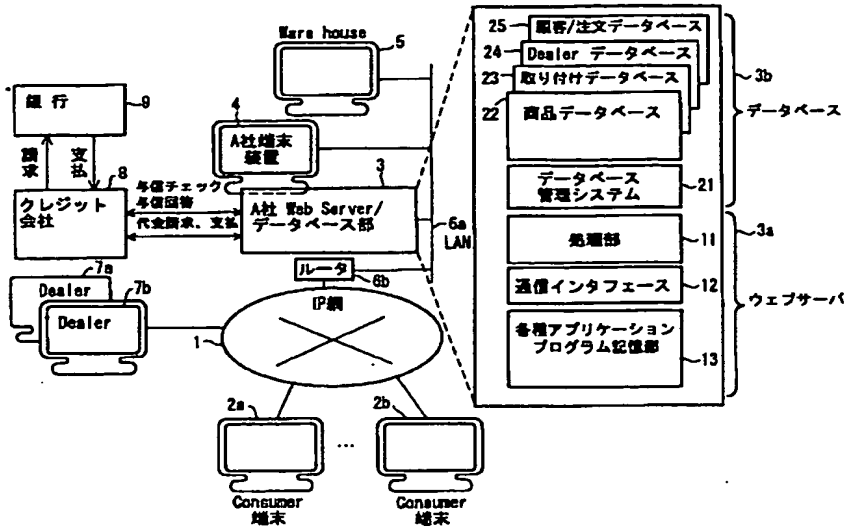 Ware house
5
銀行
9
請求
支払
4
A社端末
装置
クレジット
会社
8
与信チェック
与信回答
代金請求、支払
3
A社 Web Server/
データベース部
6a
LAN
ルータ
6b
IP網
1
7a
Dealer
7b
Dealer
2a
Consumer
端末
...
2b
Consumer
端末
25
顧客/注文データベース
24
Dealer データベース
23
取り付けデータベース
22
商品データベース
3b
データベース
データベース
管理システム
21
3a
ウェブサーバ
処理部
11
通信インタフェース
12
各種アプリケーション
プログラム記憶部
13